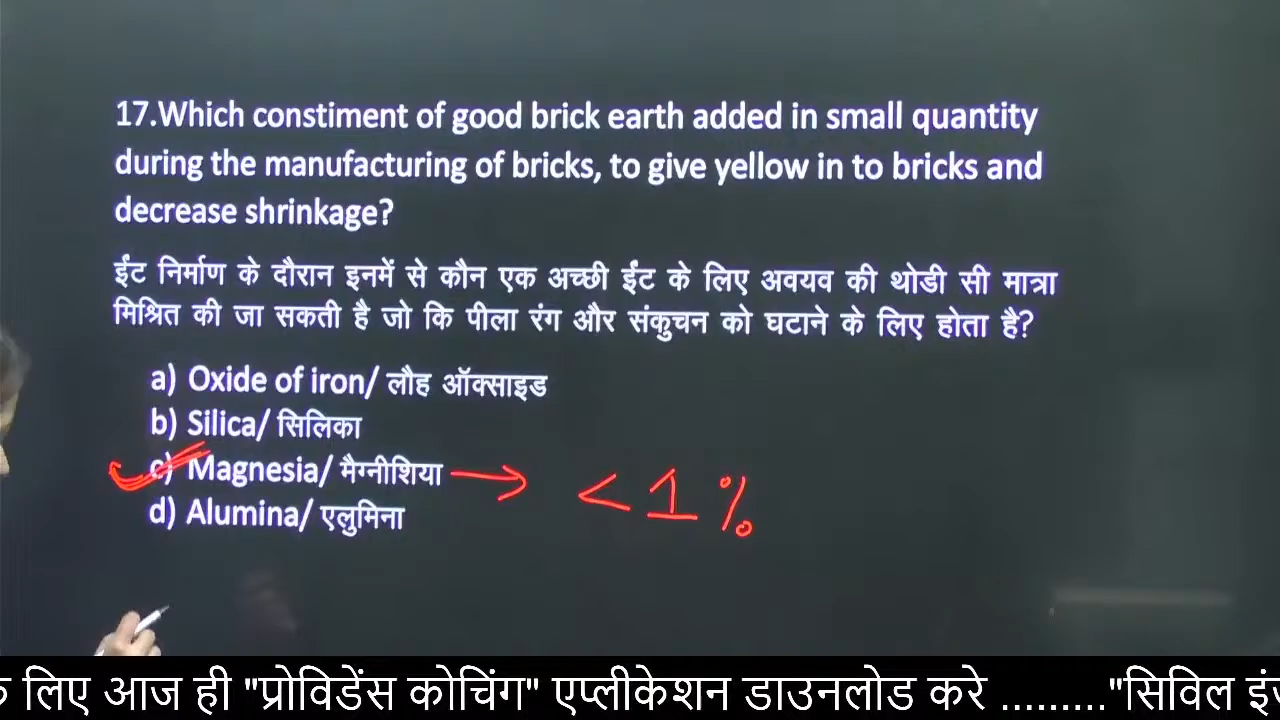 17.Which constiment of good brick earth added in small quantity
during the manufacturing of bricks, to give yellow in to bricks and
decrease shrinkage?
ईंट निर्माण के दौरान इनमें से कौन एक अच्छी ईंट के लिए अवयव की थोडी सी मात्रा
मिश्रित की जा सकती है जो कि पीला रंग और संकुचन को घटाने के लिए होता है?
a) Oxide of iron/ लौह ऑक्साइड
b) Silica/ सिलिका
c) Magnesia/ मैग्नीशिया → <1%
d) Alumina/ एलुमिना
के लिए आज ही "प्रोविडेंस कोचिंग" एप्लीकेशन डाउनलोड करे ........."सिविल